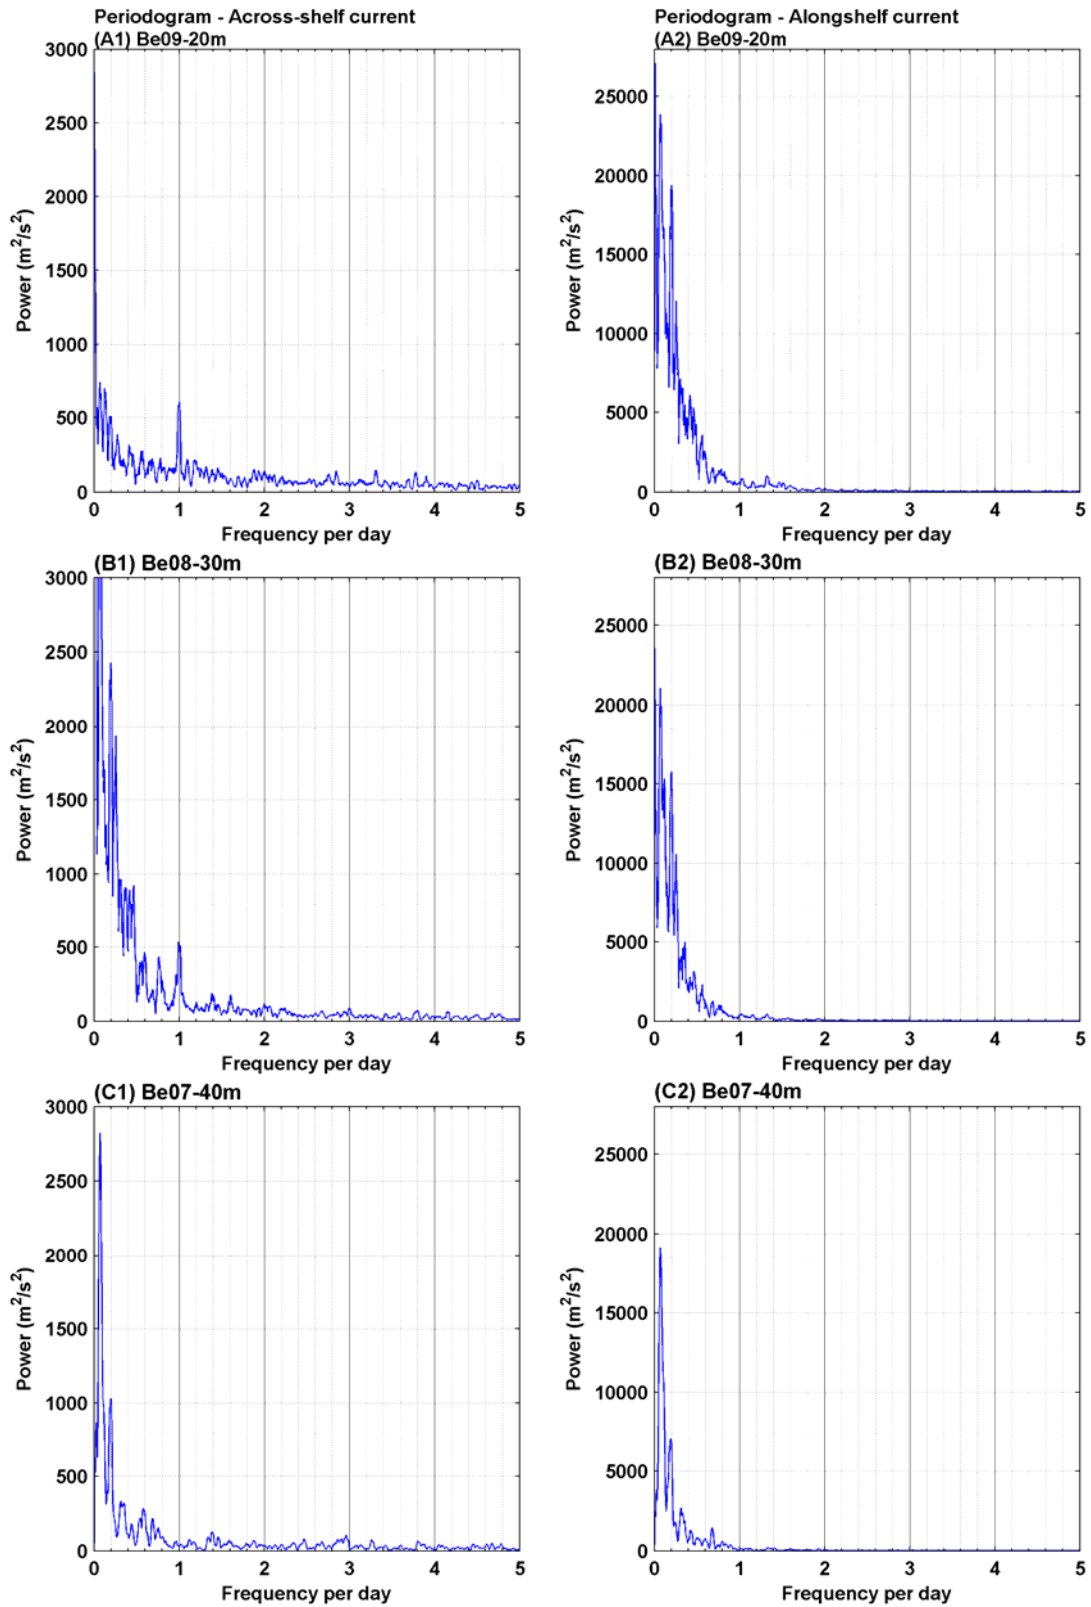 Periodogram - Across-shelf current
(A1) Be09-20m
3000
2500
2000
1500
1000
500
0
Power (m²/s²)
0 1 2 3 4 5
Frequency per day
Periodogram - Alongshelf current
(A2) Be09-20m
25000
20000
15000
10000
5000
0
Power (m²/s²)
0 1 2 3 4 5
Frequency per day
(B1) Be08-30m
3000
2500
2000
1500
1000
500
0
Power (m²/s²)
0 1 2 3 4 5
Frequency per day
(B2) Be08-30m
25000
20000
15000
10000
5000
0
Power (m²/s²)
0 1 2 3 4 5
Frequency per day
(C1) Be07-40m
3000
2500
2000
1500
1000
500
0
Power (m²/s²)
0 1 2 3 4 5
Frequency per day
(C2) Be07-40m
25000
20000
15000
10000
5000
0
Power (m²/s²)
0 1 2 3 4 5
Frequency per day